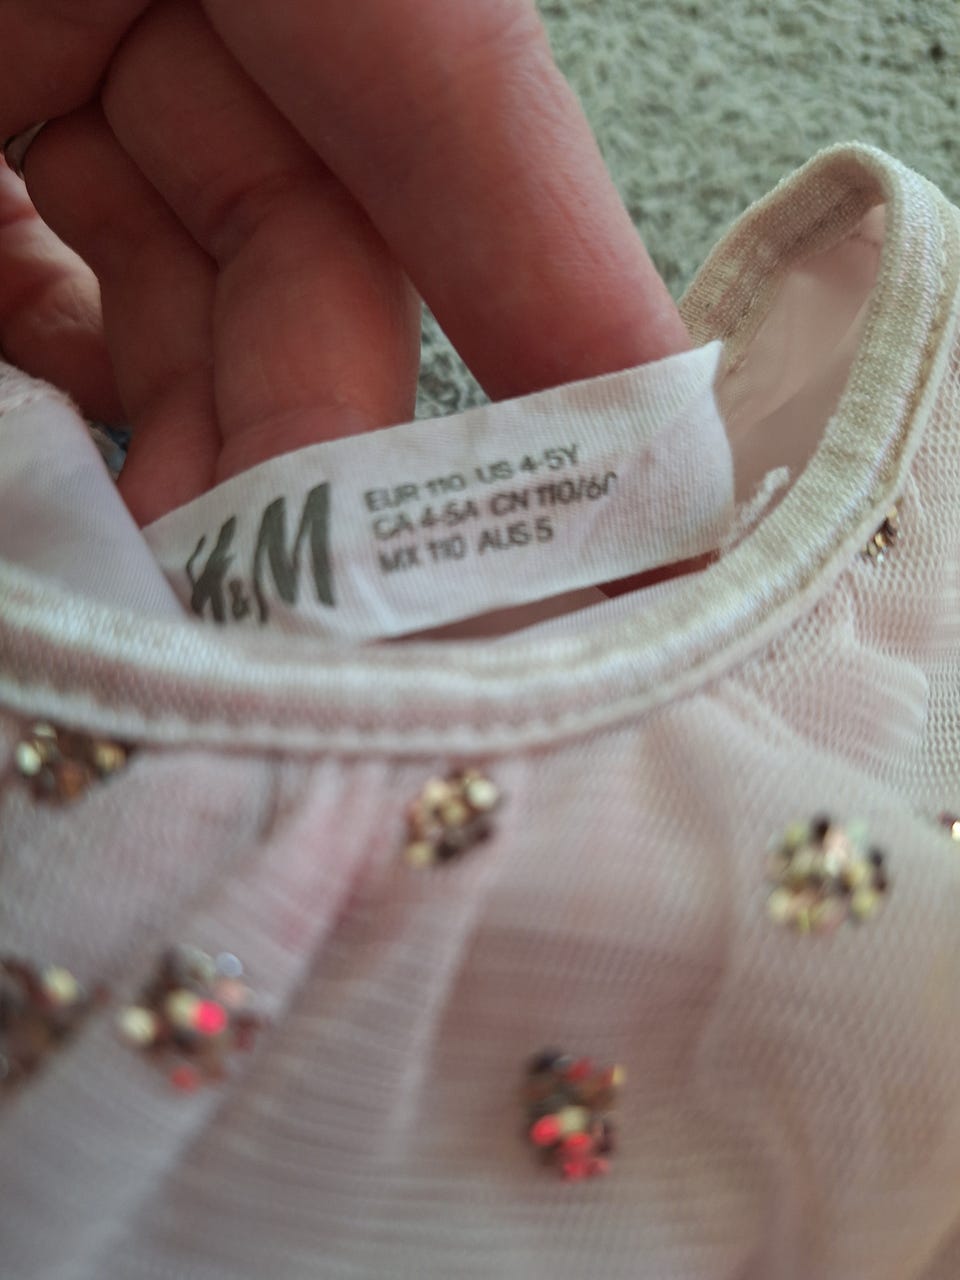 H&M
EUR 110 US 4-5Y
CA 4-5A CN 110/60
MX 110 AUS 5